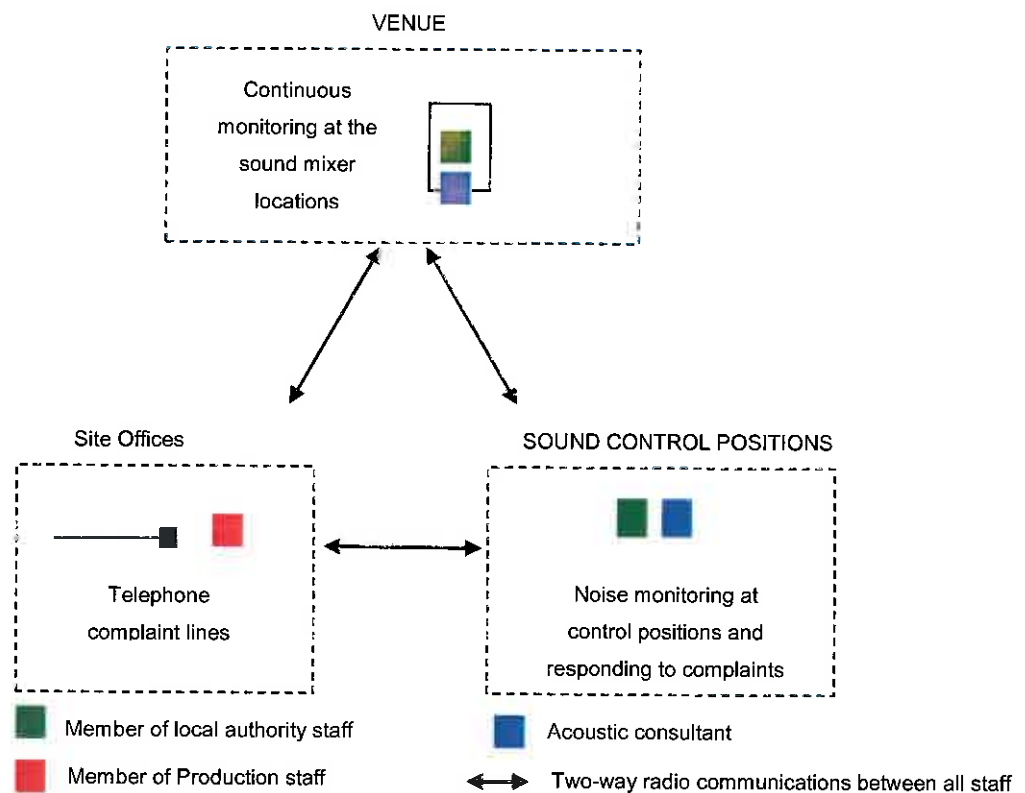 VENUE
Continuous
monitoring at the
sound mixer
locations
Site Offices
SOUND CONTROL POSITIONS
Telephone
complaint lines
Noise monitoring at
control positions and
responding to complaints
Member of local authority staff
Acoustic consultant
Member of Production staff
Two-way radio communications between all staff